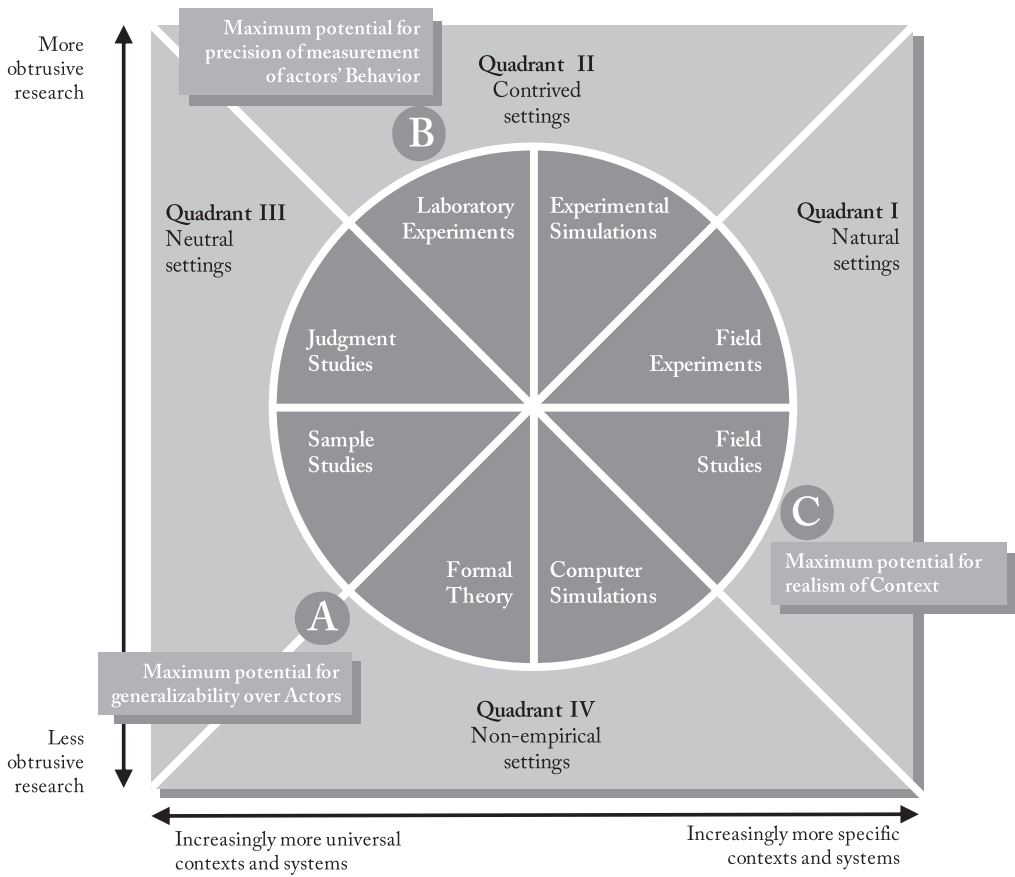 More
obtrusive
research
Maximum potential for
precision of measurement
of actors' Behavior
Quadrant II
Contrived
settings
B
Quadrant III
Neutral
settings
Quadrant I
Natural
settings
Laboratory
Experiments
Experimental
Simulations
Judgment
Studies
Field
Experiments
Sample
Studies
Field
Studies
C
Maximum potential for
realism of Context
Formal
Theory
Computer
Simulations
A
Maximum potential for
generalizability over Actors
Quadrant IV
Non-empirical
settings
Less
obtrusive
research
Increasingly more universal
contexts and systems
Increasingly more specific
contexts and systems